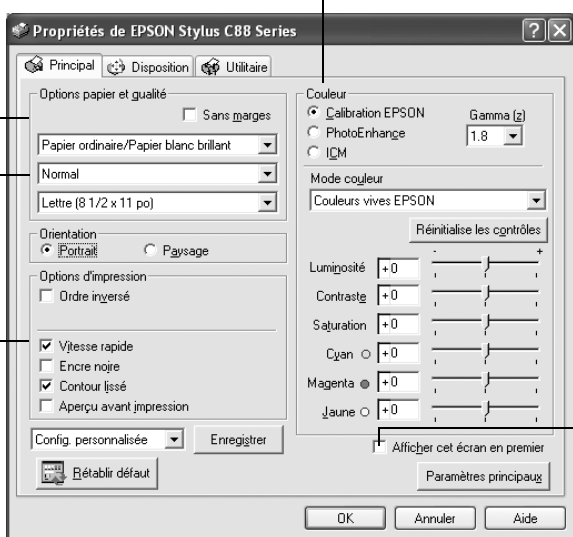 Propriétés de EPSON Stylus C88 Series
Principal
Disposition
Utilitaire
Options papier et qualité
Sans marges
Papier ordinaire/Papier blanc brillant
Normal
Lettre (8 1/2 x 11 po)
Orientation
Portrait
Paysage
Options d'impression
Ordre inversé
Vitesse rapide
Encre noire
Contour lissé
Aperçu avant impression
Config. personnalisée
Enregistrer
Rétablir défaut
Couleur
Calibration EPSON
PhotoEnhance
ICM
Gamma (z)
1.8
Mode couleur
Couleurs vives EPSON
Réinitialise les contrôles
- +
Luminosité +0
Contraste +0
Saturation +0
Cyan +0
Magenta +0
Jaune +0
Afficher cet écran en premier
Paramètres principaux
OK
Annuler
Aide